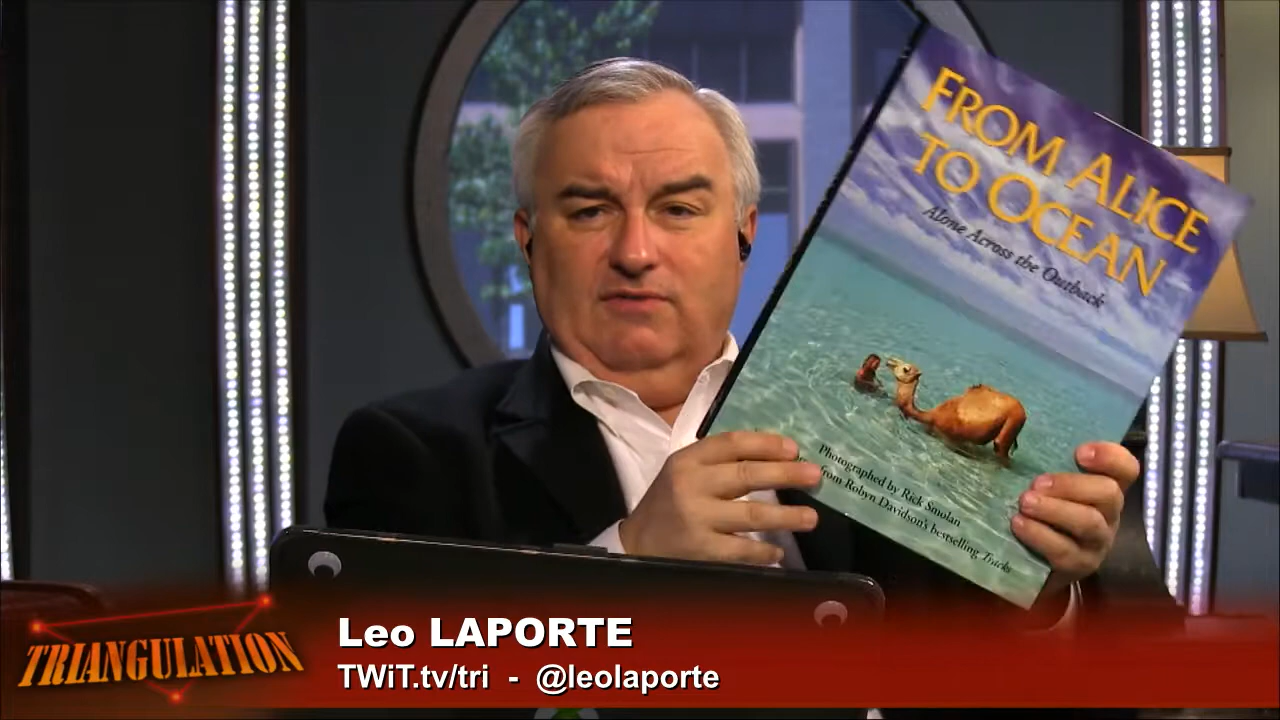 FROM ALICE
TO OCEAN
Alone Across the Outback
Photographed by Rick Smolan
from Robyn Davidson's bestselling Tracks
TRIANGULATION
Leo LAPORTE
TWiT.tv/tri - @leolaporte